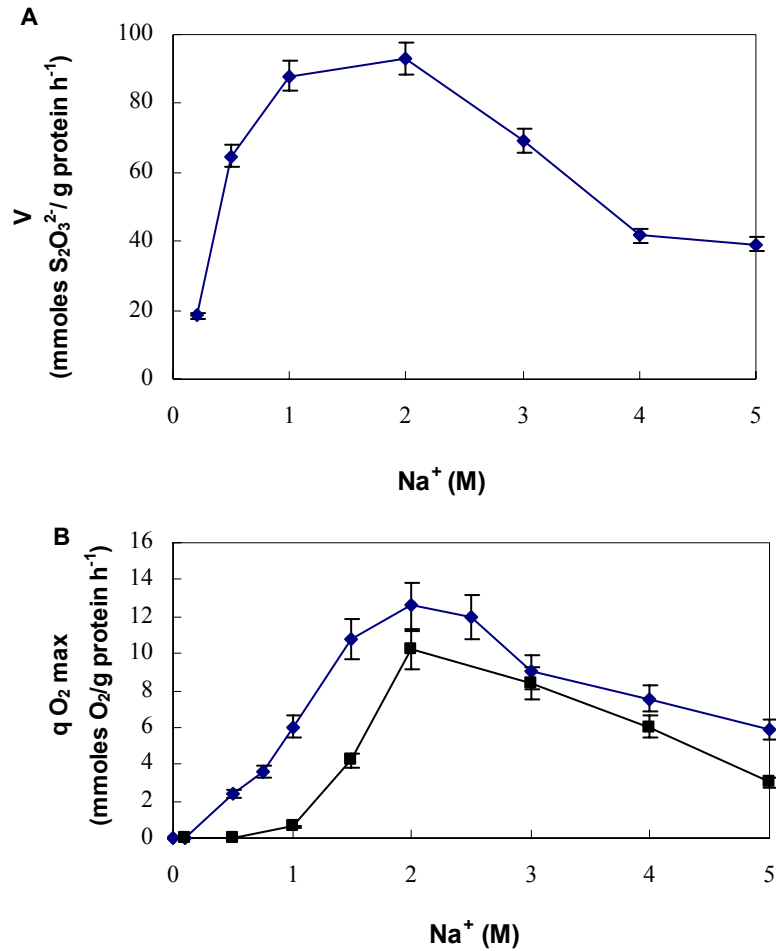 A
100
80
60
40
20
0
V
(mmoles S₂O₃²⁻/ g protein h⁻¹)
0 1 2 3 4 5
Na⁺ (M)
B
16
14
12
10
8
6
4
2
0
q O₂ max
(mmoles O₂/g protein h⁻¹)
0 1 2 3 4 5
Na⁺ (M)